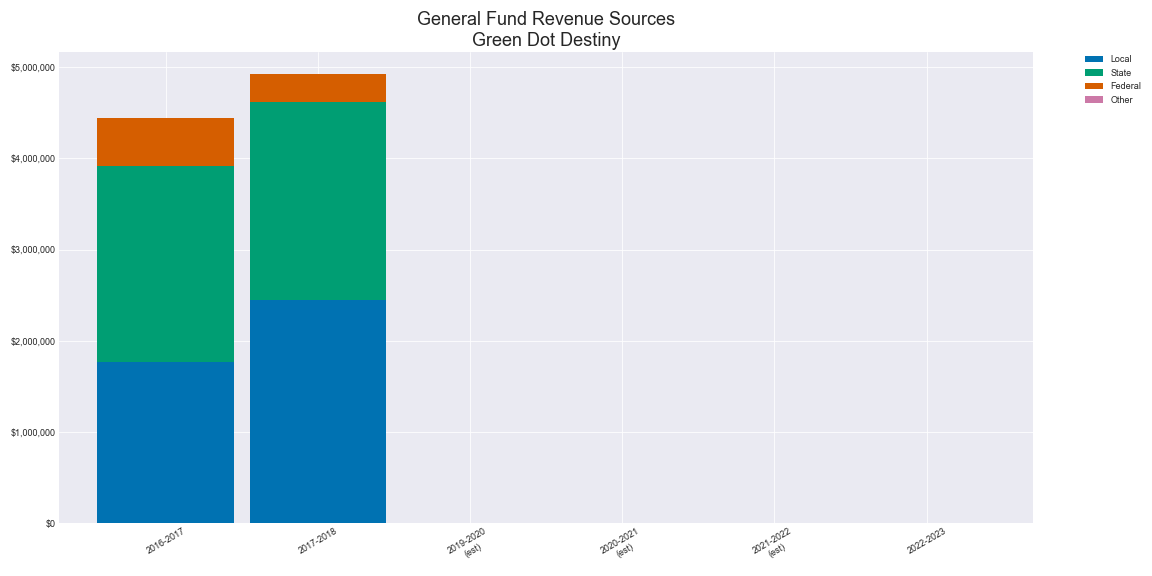 General Fund Revenue Sources
Green Dot Destiny
Local
State
Federal
Other
$5,000,000
$4,000,000
$3,000,000
$2,000,000
$1,000,000
$0
2016-2017
2017-2018
2019-2020
(est)
2020-2021
(est)
2021-2022
(est)
2022-2023